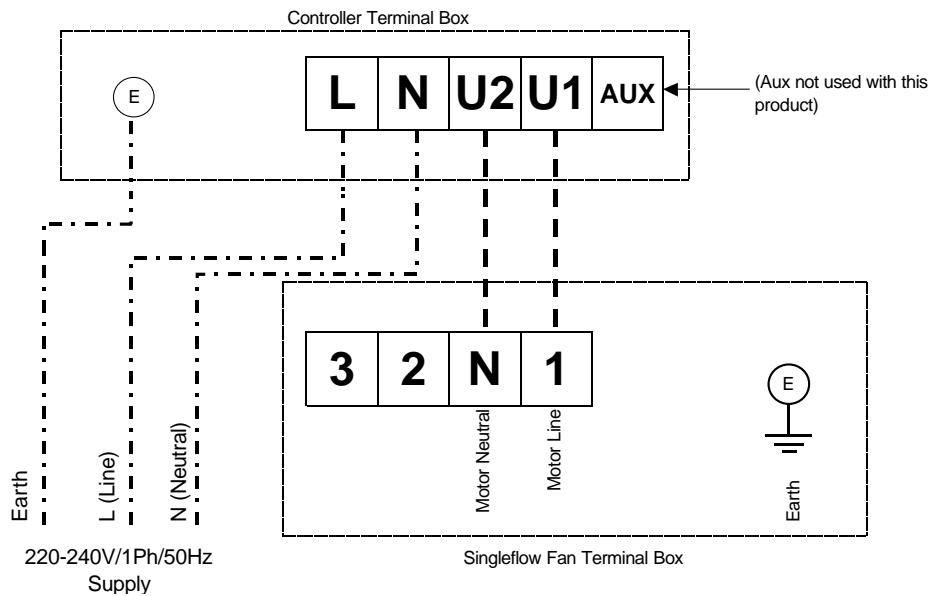 Controller Terminal Box
E
L N U2 U1 AUX
(Aux not used with this
product)
3 2 N 1
E
Motor Neutral
Motor Line
Earth
Earth
L (Line)
N (Neutral)
220-240V/1Ph/50Hz
Supply
Singleflow Fan Terminal Box